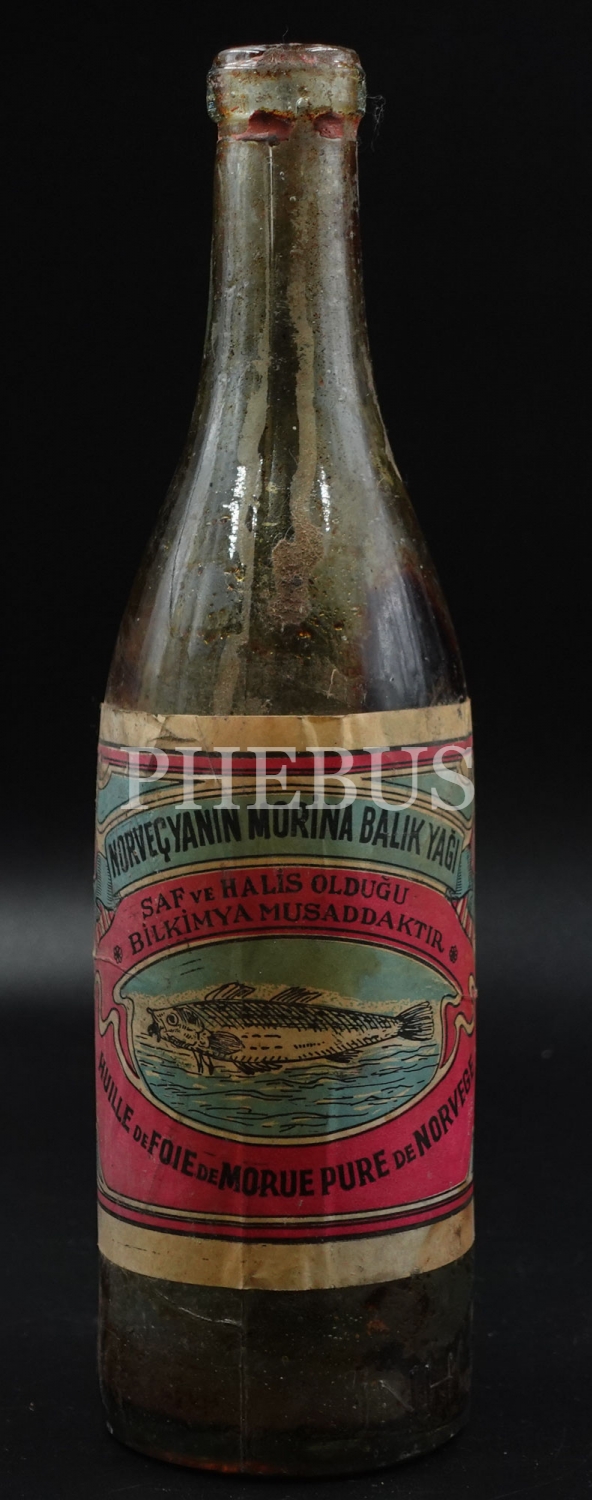 PHEBUS
NORVEÇYANIN MORİNA BALIK YAĞI
SAF VE HALİS OLDUĞU
BİLKİMYA MUSADDAKTIR
HUILLE DE FOIE DE MORUE PURE DE NORVEGE